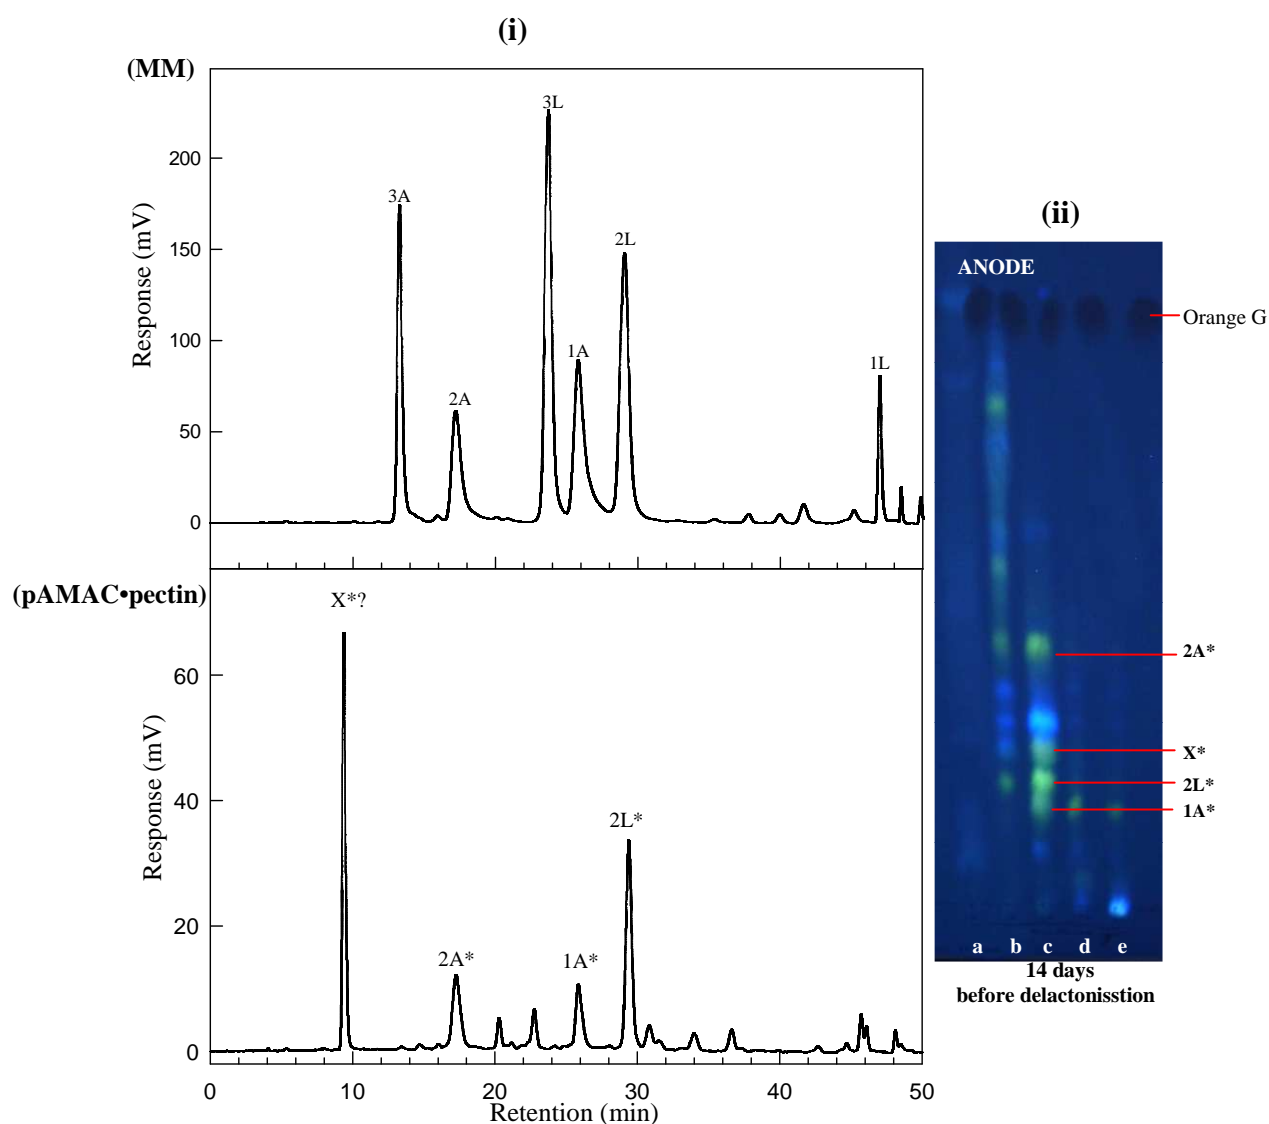 (i)
(MM)
3L
200
3A
(ii)
Response (mV)
150
2L
ANODE
Orange G
100
1A
1L
2A
50
0
(pAMAC•pectin)
X*?
60
2A*
Response (mV)
X*
40
2L*
2L*
1A*
20
2A*
1A*
a b c d e
14 days
before delactonisstion
0
0 10 20 30 40 50
Retention (min)